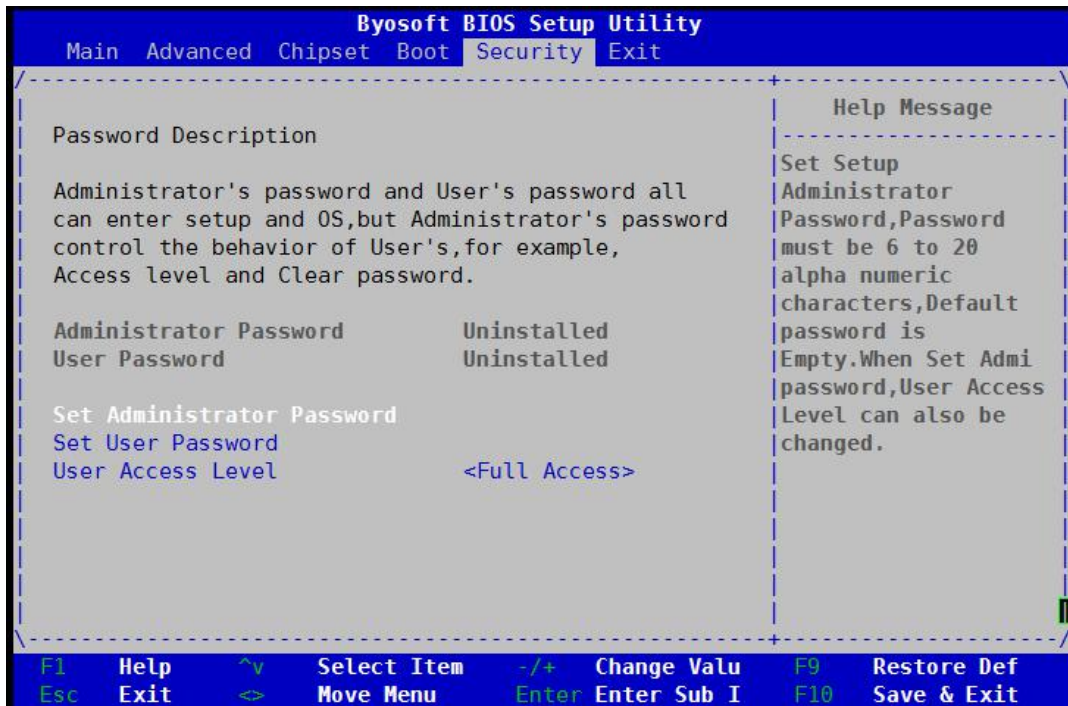 Byosoft BIOS Setup Utility
Main Advanced Chipset Boot Security Exit
Password Description
Administrator's password and User's password all
can enter setup and OS,but Administrator's password
control the behavior of User's,for example,
Access level and Clear password.
Administrator Password Uninstalled
User Password Uninstalled
Set Administrator Password
Set User Password
User Access Level <Full Access>
Help Message
Set Setup
Administrator
Password,Password
must be 6 to 20
alpha numeric
characters,Default
password is
Empty.When Set Admi
password,User Access
Level can also be
changed.
F1 Help ^v Select Item -/+ Change Valu F9 Restore Def
Esc Exit <> Move Menu Enter Enter Sub I F10 Save & Exit